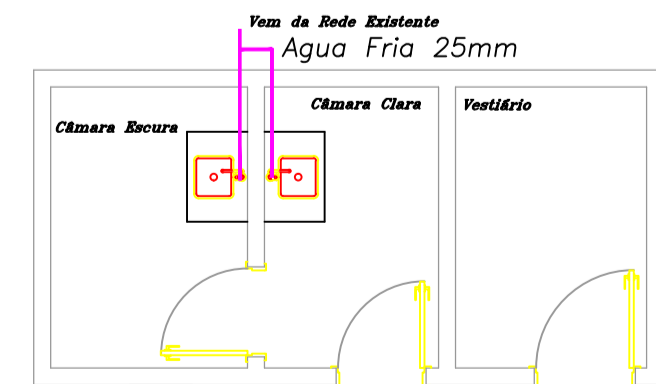 Vem da Rede Existente
Agua Fria 25mm
Câmara Clara
Vestiário
Câmara Escura